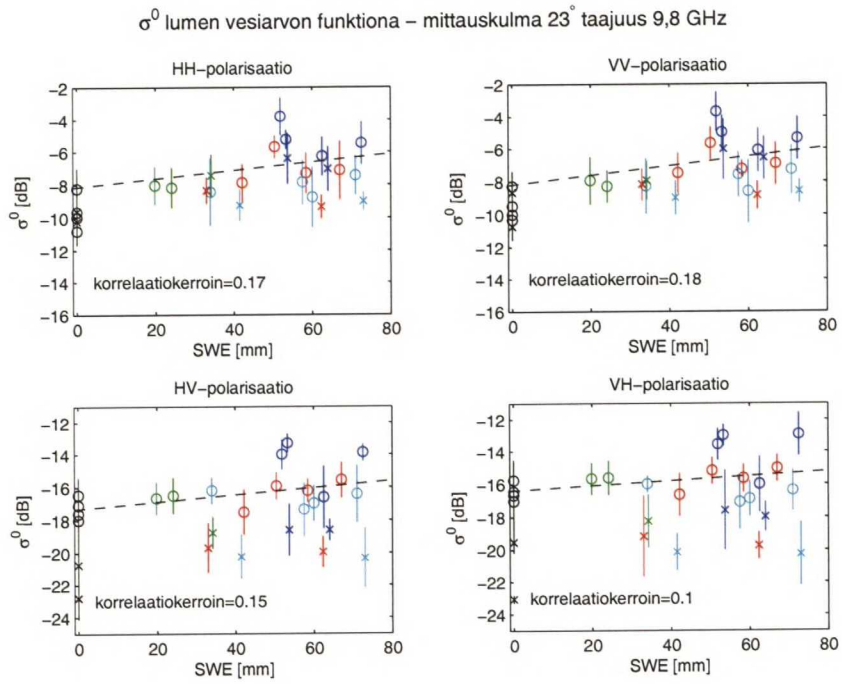 σ⁰ lumen vesiarvon funktiona – mittauskulma 23° taajuus 9,8 GHz
HH–polarisaatio
−2
−4
−6
−8
−10
−12
−14
−16
σ⁰ [dB]
korrelaatiokerroin=0.17
0 20 40 60 80
SWE [mm]
VV–polarisaatio
−2
−4
−6
−8
−10
−12
−14
−16
σ⁰ [dB]
korrelaatiokerroin=0.18
0 20 40 60 80
SWE [mm]
HV–polarisaatio
−12
−14
−16
−18
−20
−22
−24
σ⁰ [dB]
korrelaatiokerroin=0.15
0 20 40 60 80
SWE [mm]
VH–polarisaatio
−12
−14
−16
−18
−20
−22
−24
σ⁰ [dB]
korrelaatiokerroin=0.1
0 20 40 60 80
SWE [mm]